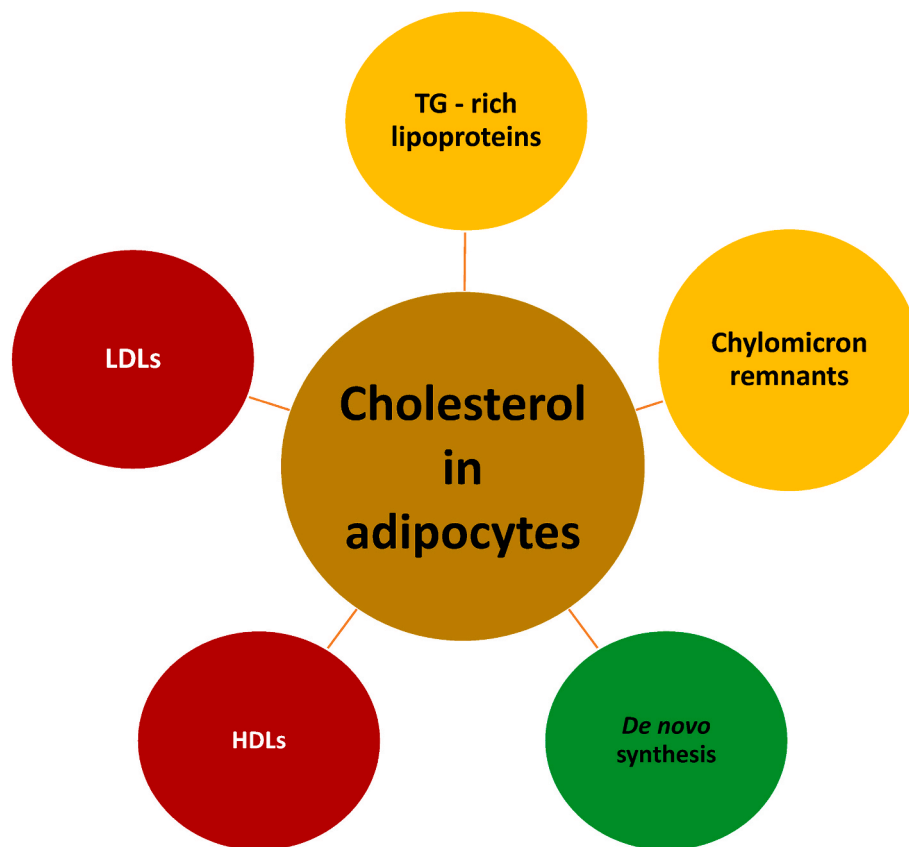 TG - rich
lipoproteins
LDLs
Chylomicron
remnants
Cholesterol
in
adipocytes
HDLs
De novo
synthesis